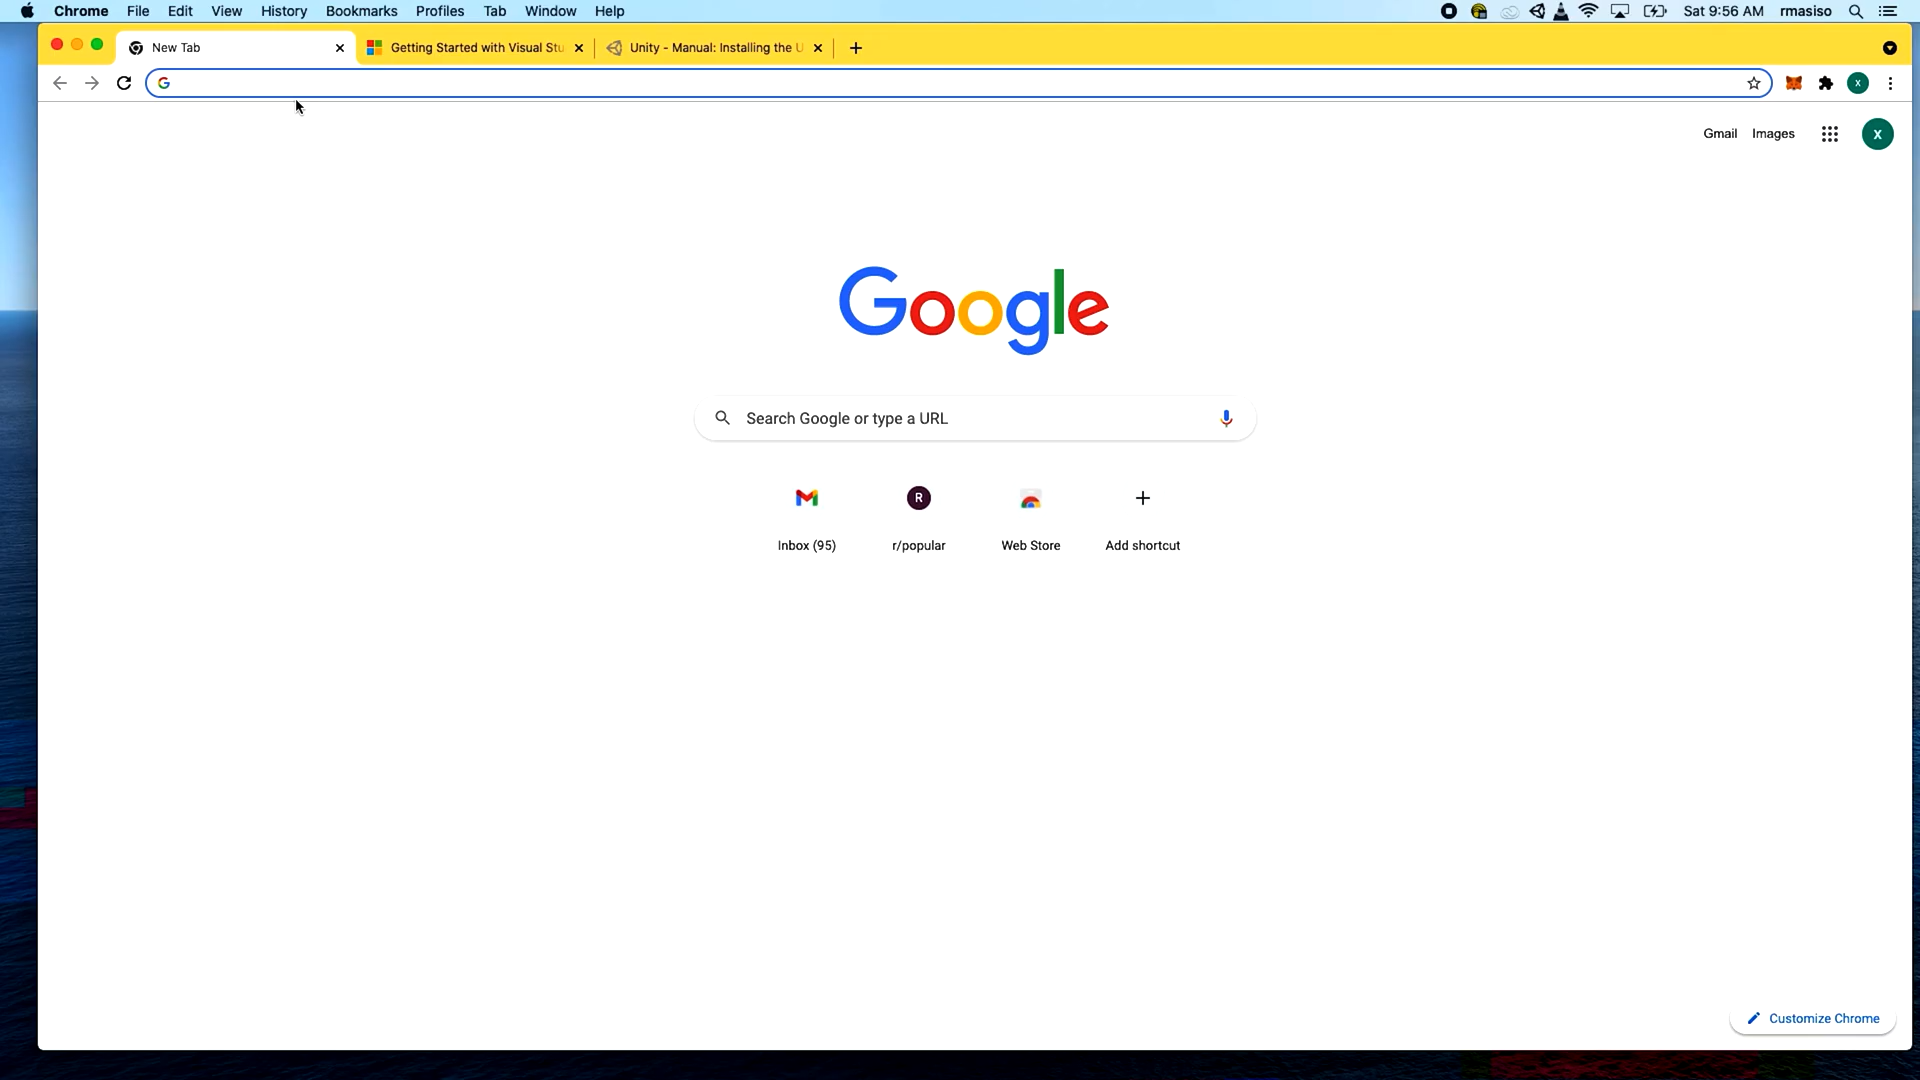 Chrome File Edit View History Bookmarks Profiles Tab Window Help Sat 9:56 AM rmasiso
New Tab Getting Started with Visual Stu Unity - Manual: Installing the U
Gmail Images X
Google
Search Google or type a URL
R
Inbox (95) r/popular Web Store Add shortcut
Customize Chrome